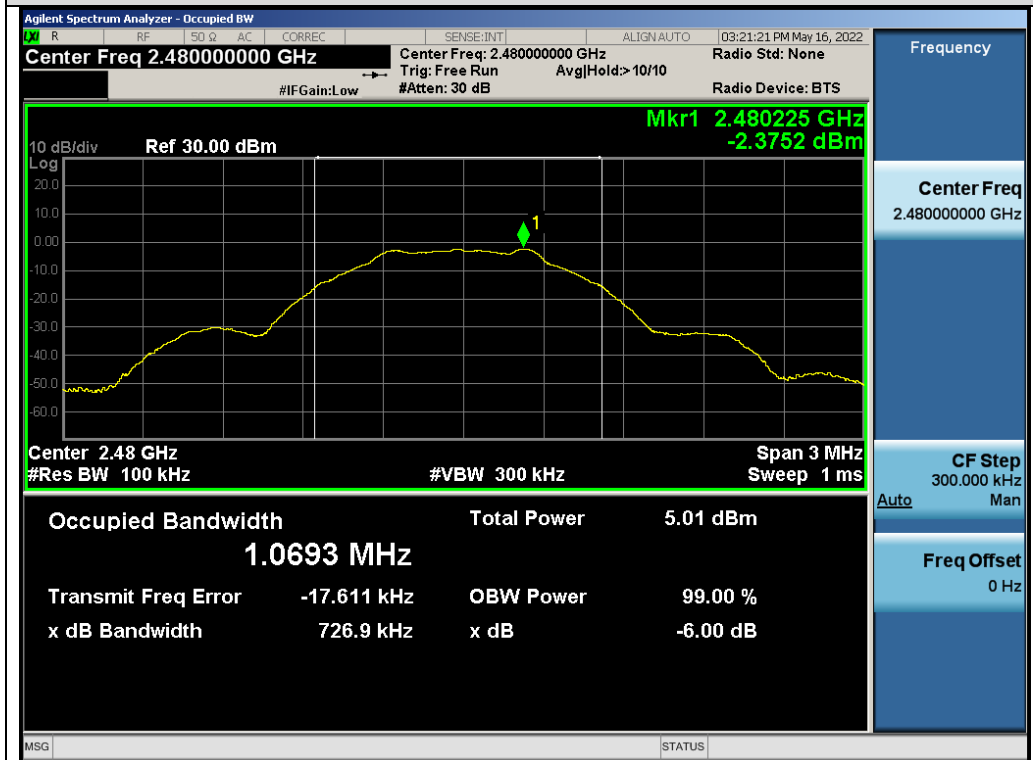 Agilent Spectrum Analyzer - Occupied BW
LXI R RF 50 Ω AC CORREC SENSE:INT ALIGN AUTO 03:21:21 PM May 16, 2022
Center Freq 2.480000000 GHz Center Freq: 2.480000000 GHz Radio Std: None Frequency
Trig: Free Run Avg|Hold:> 10/10
#IFGain:Low #Atten: 30 dB Radio Device: BTS
Mkr1 2.480225 GHz
10 dB/div Ref 30.00 dBm -2.3752 dBm
Log
20.0
10.0
0.00
-10.0
-20.0
-30.0
-40.0
-50.0
-60.0
1
Center 2.48 GHz Span 3 MHz
#Res BW 100 kHz #VBW 300 kHz Sweep 1 ms
Occupied Bandwidth Total Power 5.01 dBm
1.0693 MHz
Transmit Freq Error -17.611 kHz OBW Power 99.00 %
x dB Bandwidth 726.9 kHz x dB -6.00 dB
Center Freq
2.480000000 GHz
CF Step
300.000 kHz
Auto Man
Freq Offset
0 Hz
MSG STATUS